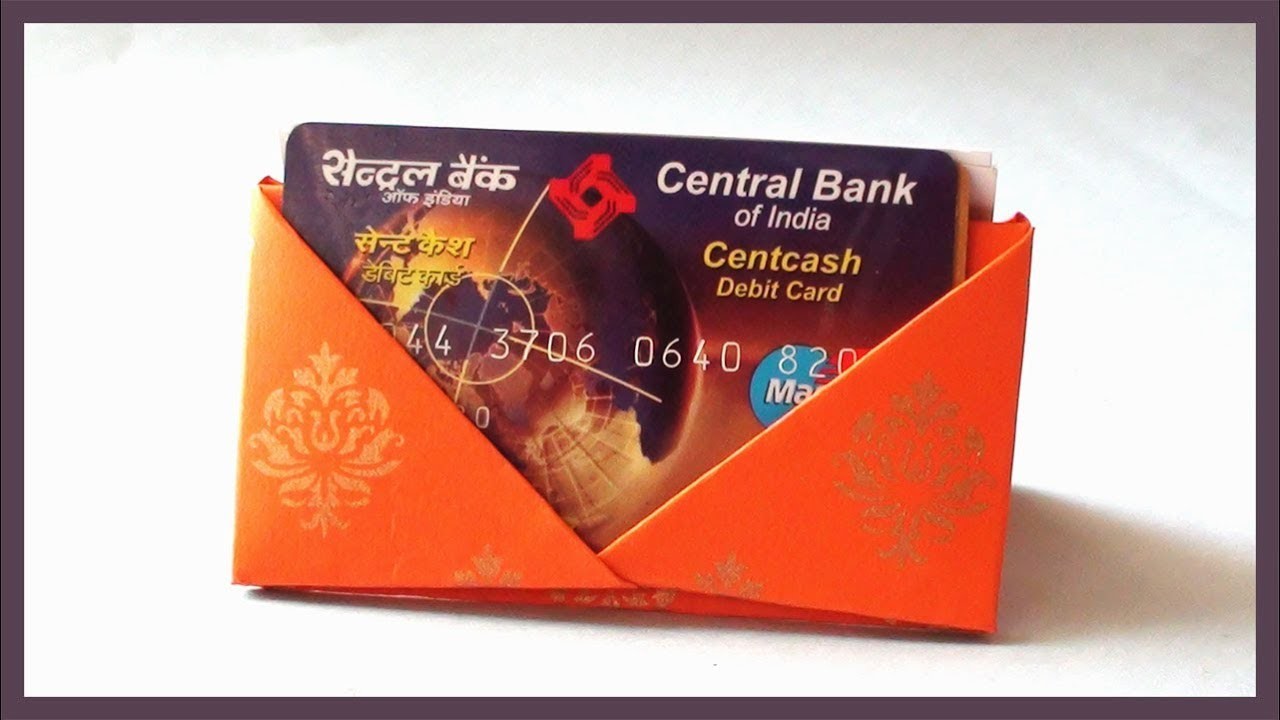 सेन्ट्रल बैंक
ऑफ इंडिया
Central Bank
of India
सेन्ट कैश
डेबिट कार्ड
Centcash
Debit Card
44 3706 0640 820